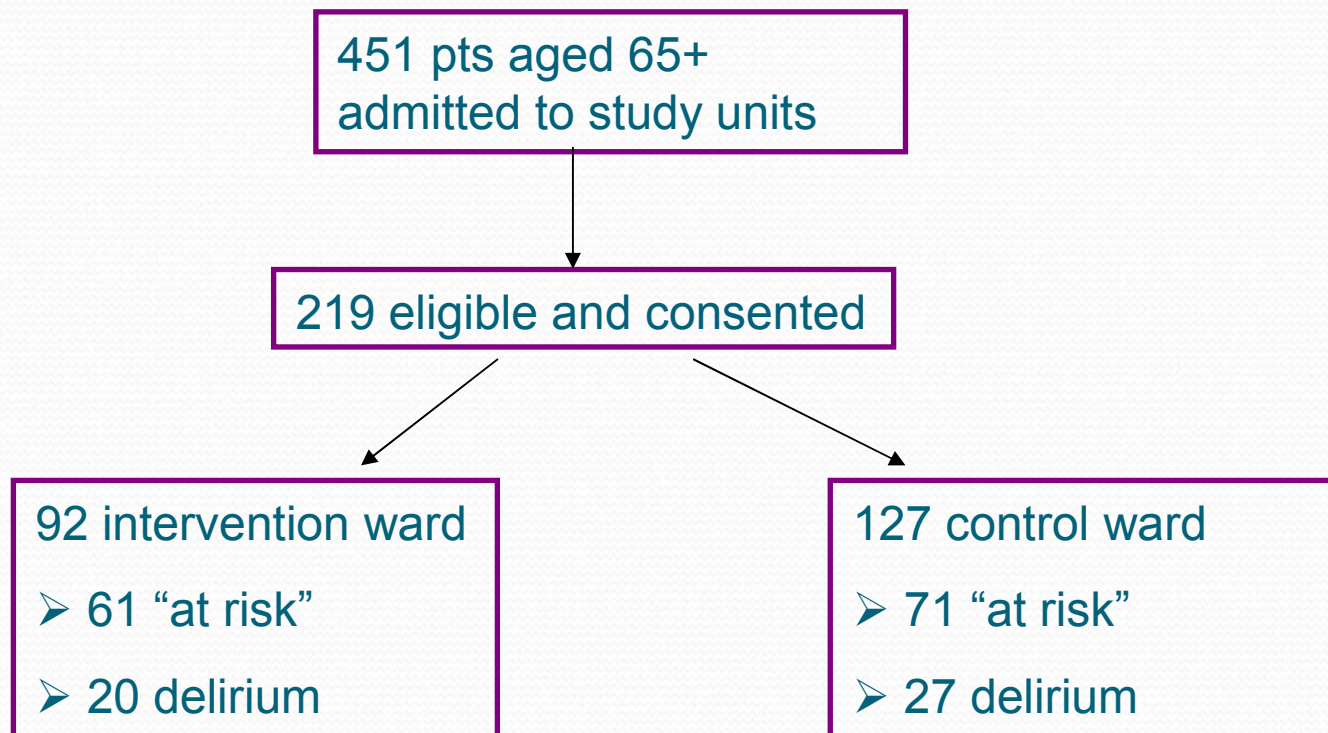 451 pts aged 65+
admitted to study units
219 eligible and consented
92 intervention ward
➢ 61 “at risk”
➢ 20 delirium
127 control ward
➢ 71 “at risk”
➢ 27 delirium